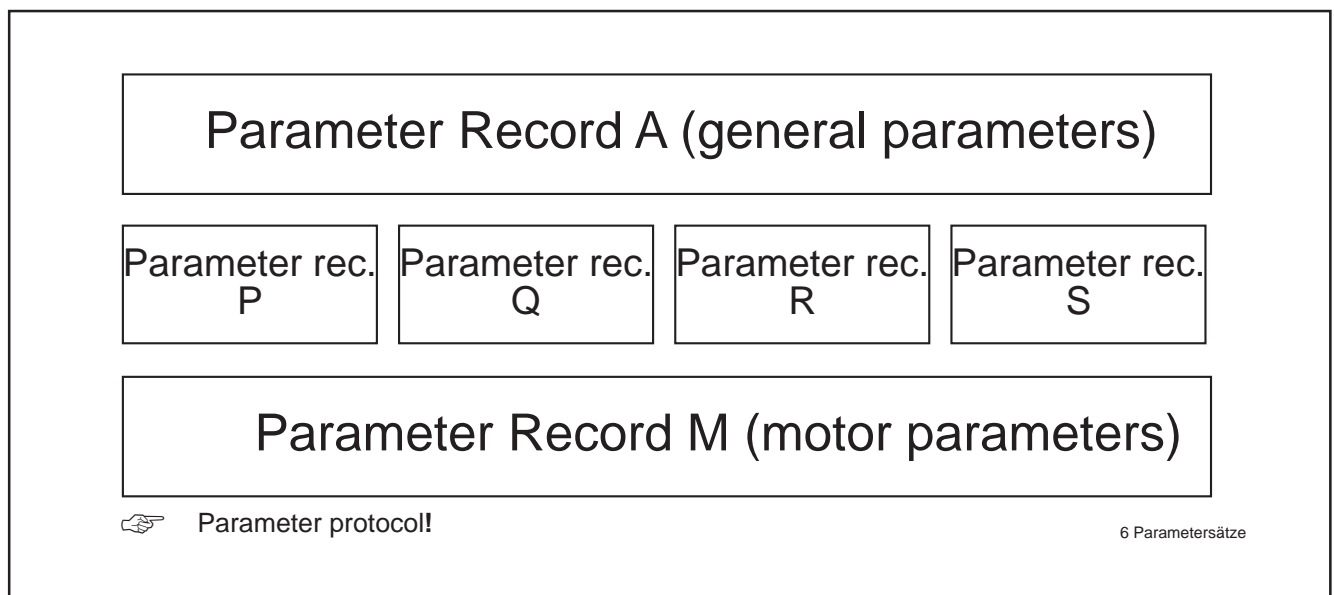 Parameter Record A (general parameters)
Parameter rec.
P
Parameter rec.
Q
Parameter rec.
R
Parameter rec.
S
Parameter Record M (motor parameters)
☞ Parameter protocol!
6 Parametersätze